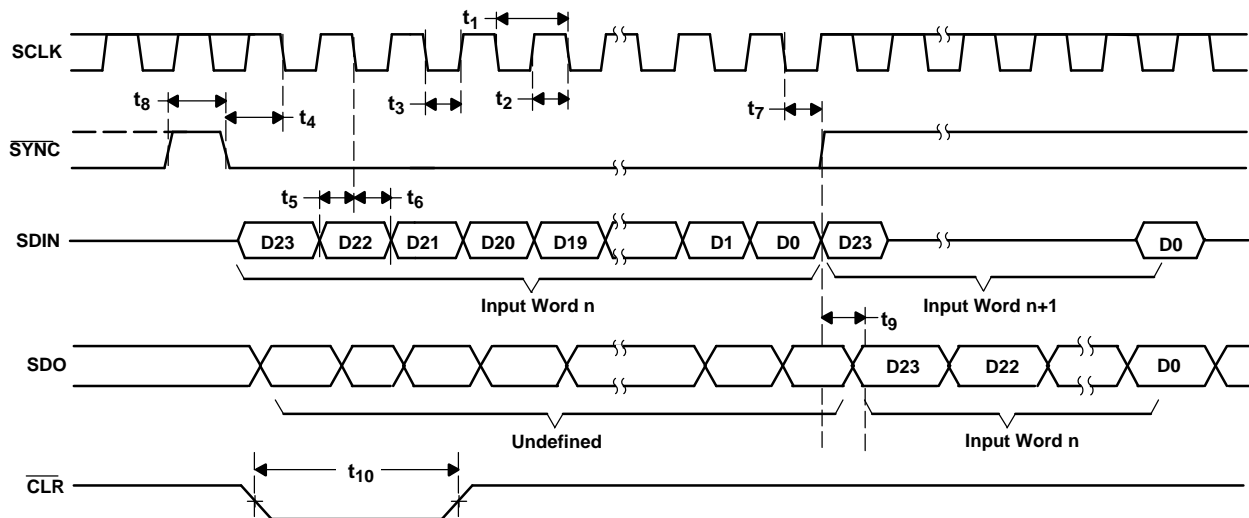 t1
SCLK
t8
t4
t3
t2
t7
SYNC
t5
t6
SDIN
D23
D22
D21
D20
D19
D1
D0
D23
D0
Input Word n
Input Word n+1
t9
SDO
D23
D22
D0
Undefined
Input Word n
t10
CLR